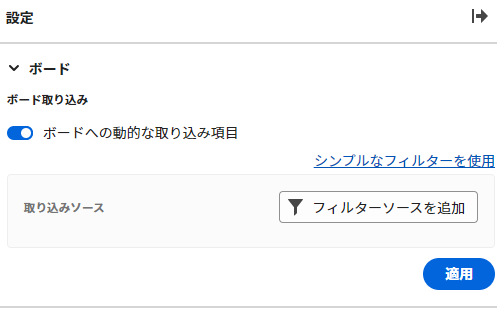 設定
ボード
ボード取り込み
ボードへの動的な取り込み項目
シンプルなフィルターを使用
取り込みソース
フィルターソースを追加
適用